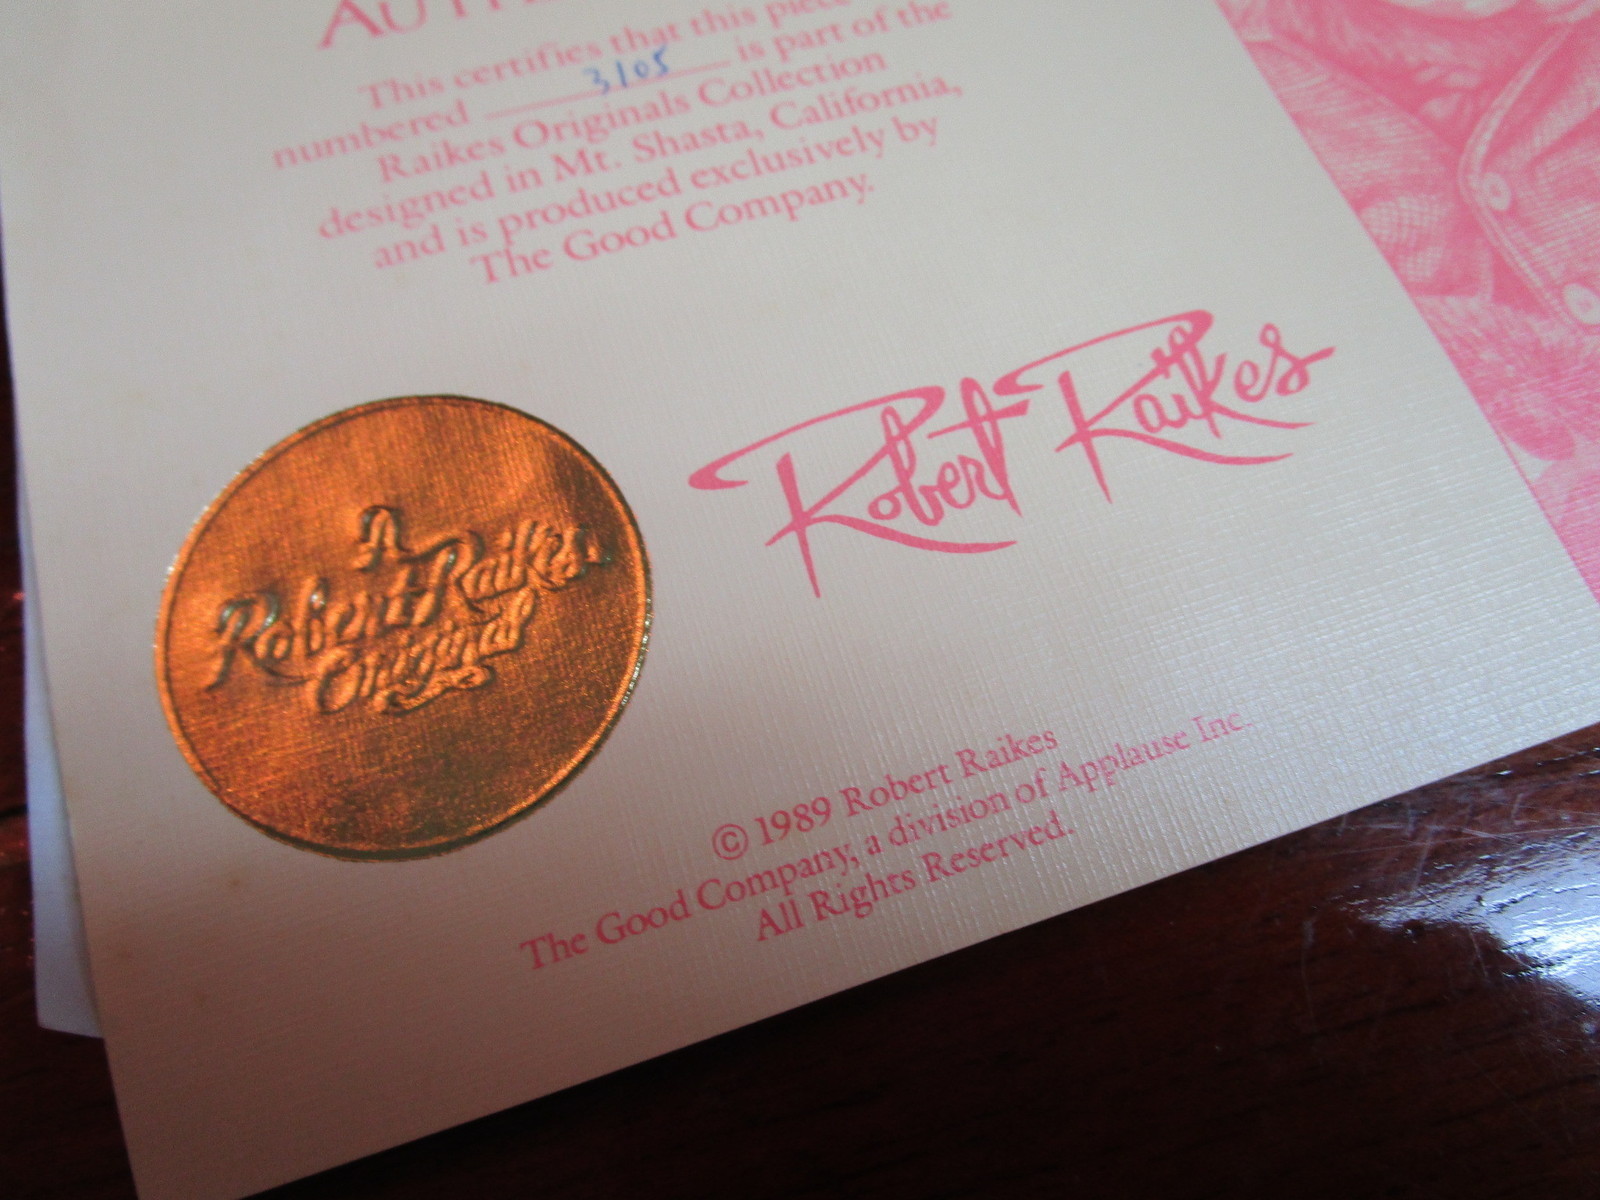 This certifies that this piece
numbered 3105 is part of the
Raikes Originals Collection
designed in Mt. Shasta, California,
and is produced exclusively by
The Good Company.
Robert Raikes
A
Robert Raikes
Original
© 1989 Robert Raikes
The Good Company, a division of Applause Inc.
All Rights Reserved.